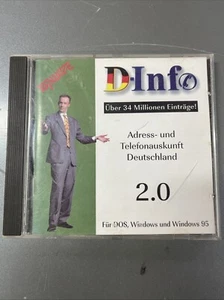 D-Info
Über 34 Millionen Einträge!
Adress- und
Telefonauskunft
Deutschland
2.0
Für DOS, Windows und Windows 95